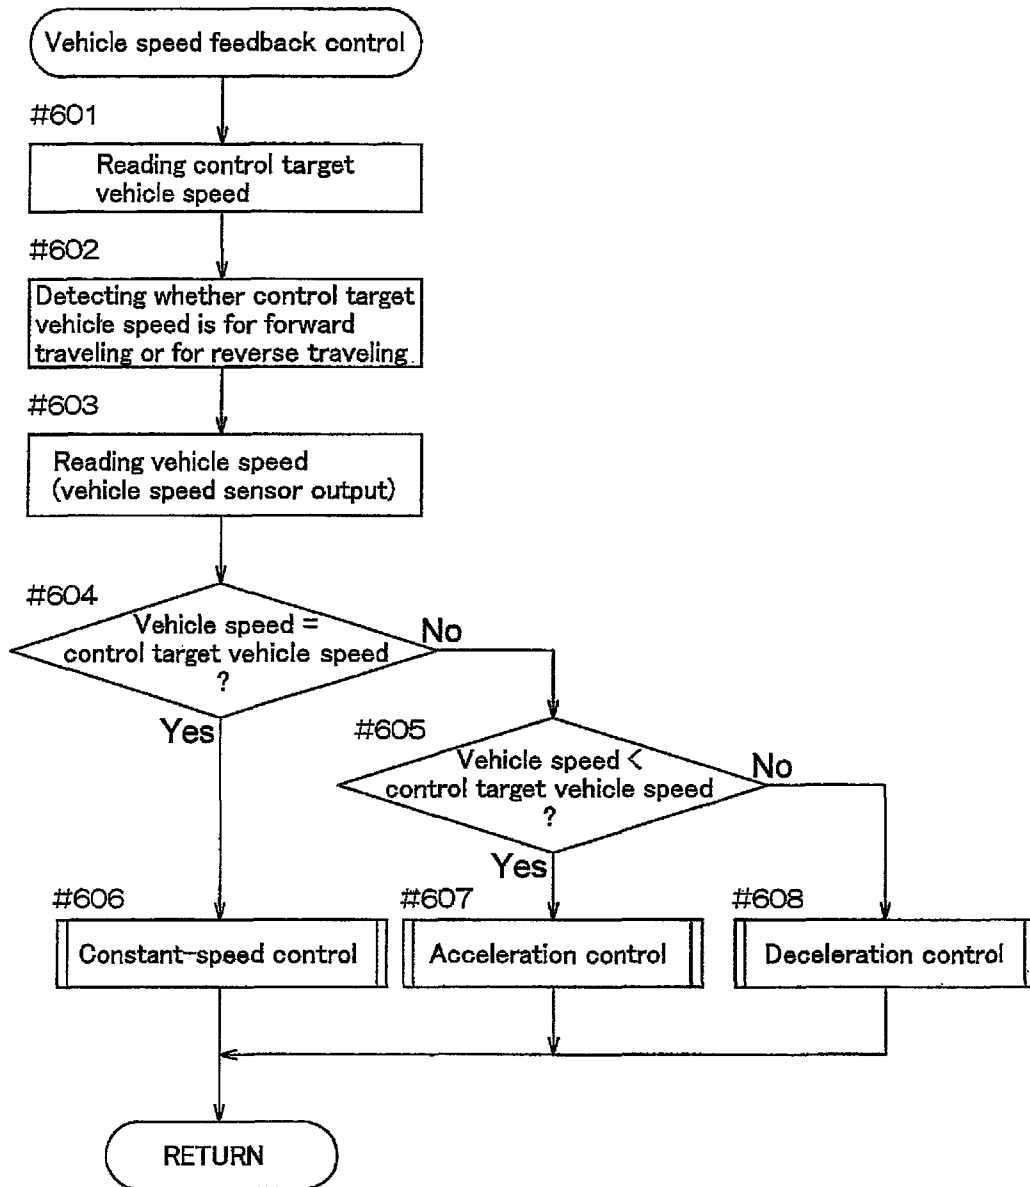 Vehicle speed feedback control
#601
Reading control target
vehicle speed
#602
Detecting whether control target
vehicle speed is for forward
traveling or for reverse traveling
#603
Reading vehicle speed
(vehicle speed sensor output)
#604
Vehicle speed =
control target vehicle speed
?
No
Yes
#605
Vehicle speed <
control target vehicle speed
?
No
Yes
#606
Constant-speed control
#607
Acceleration control
#608
Deceleration control
RETURN